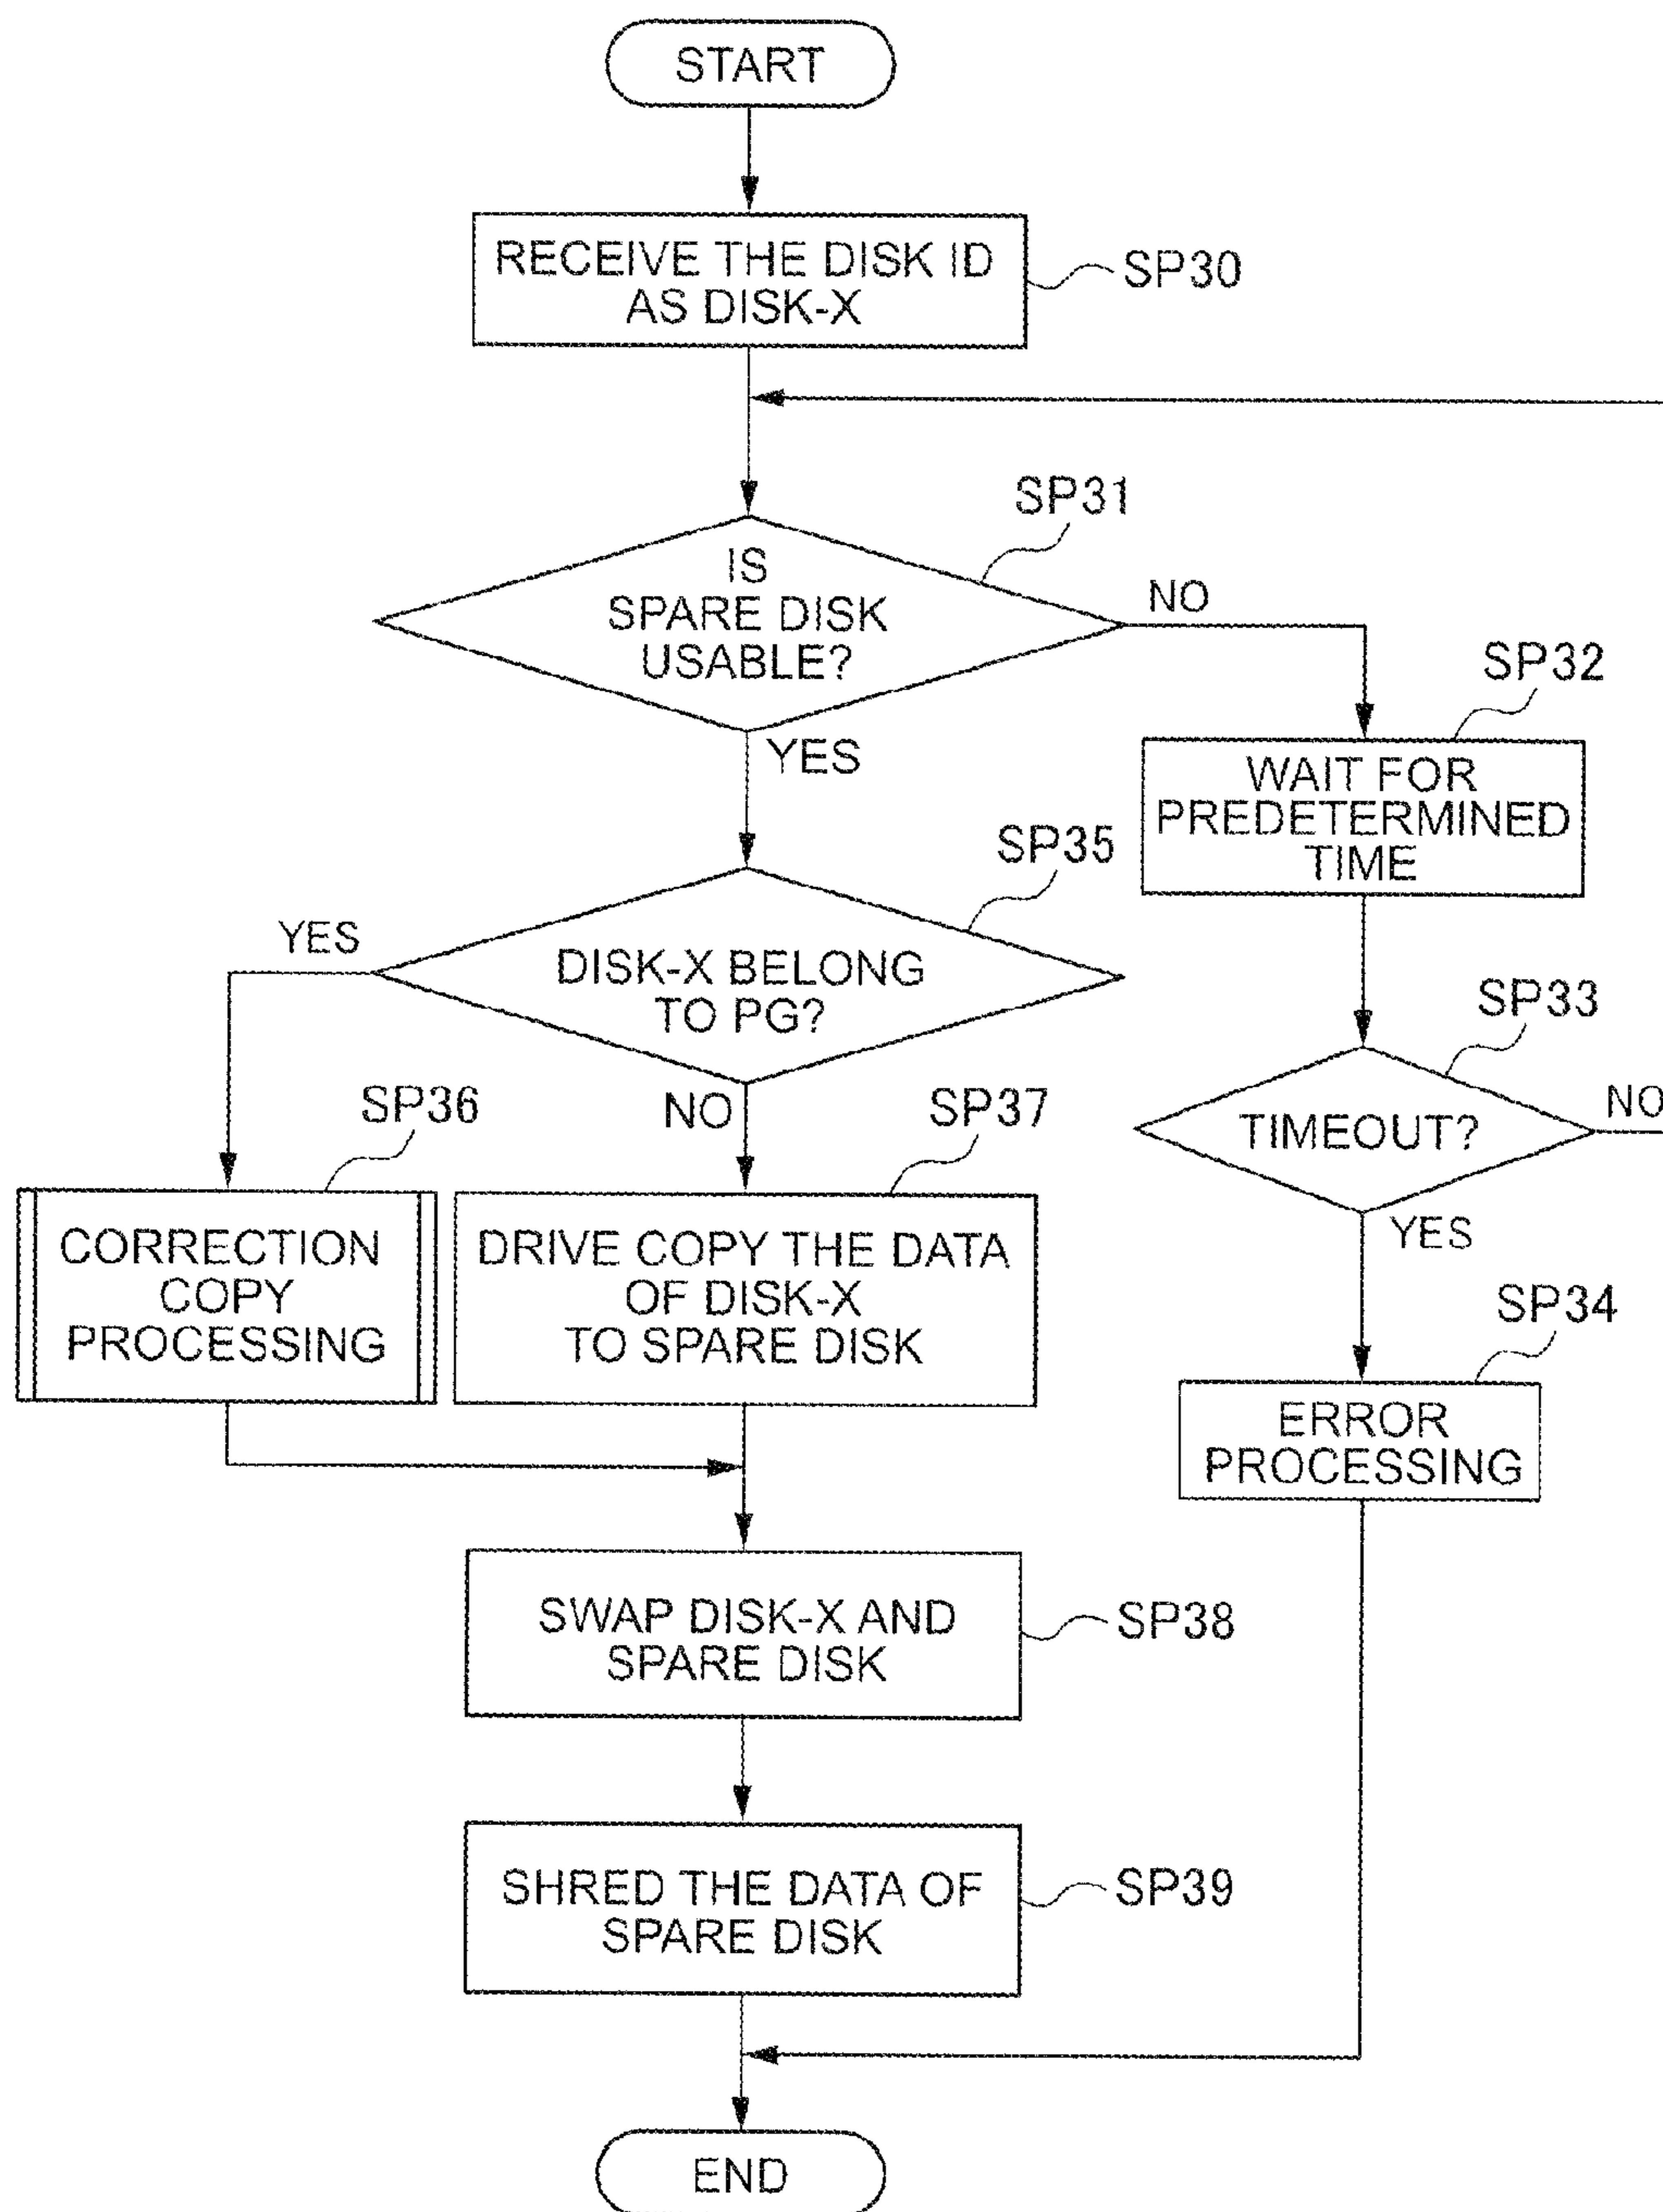 START
RECEIVE THE DISK ID
AS DISK-X
SP30
SP31
IS
SPARE DISK
USABLE?
NO
SP32
YES
WAIT FOR
PREDETERMINED
TIME
SP35
YES
DISK-X BELONG
TO PG?
SP33
SP36
NO
SP37
TIMEOUT?
NO
CORRECTION
COPY
PROCESSING
DRIVE COPY THE DATA
OF DISK-X
TO SPARE DISK
YES
SP34
ERROR
PROCESSING
SWAP DISK-X AND
SPARE DISK
SP38
SHRED THE DATA OF
SPARE DISK
SP39
END